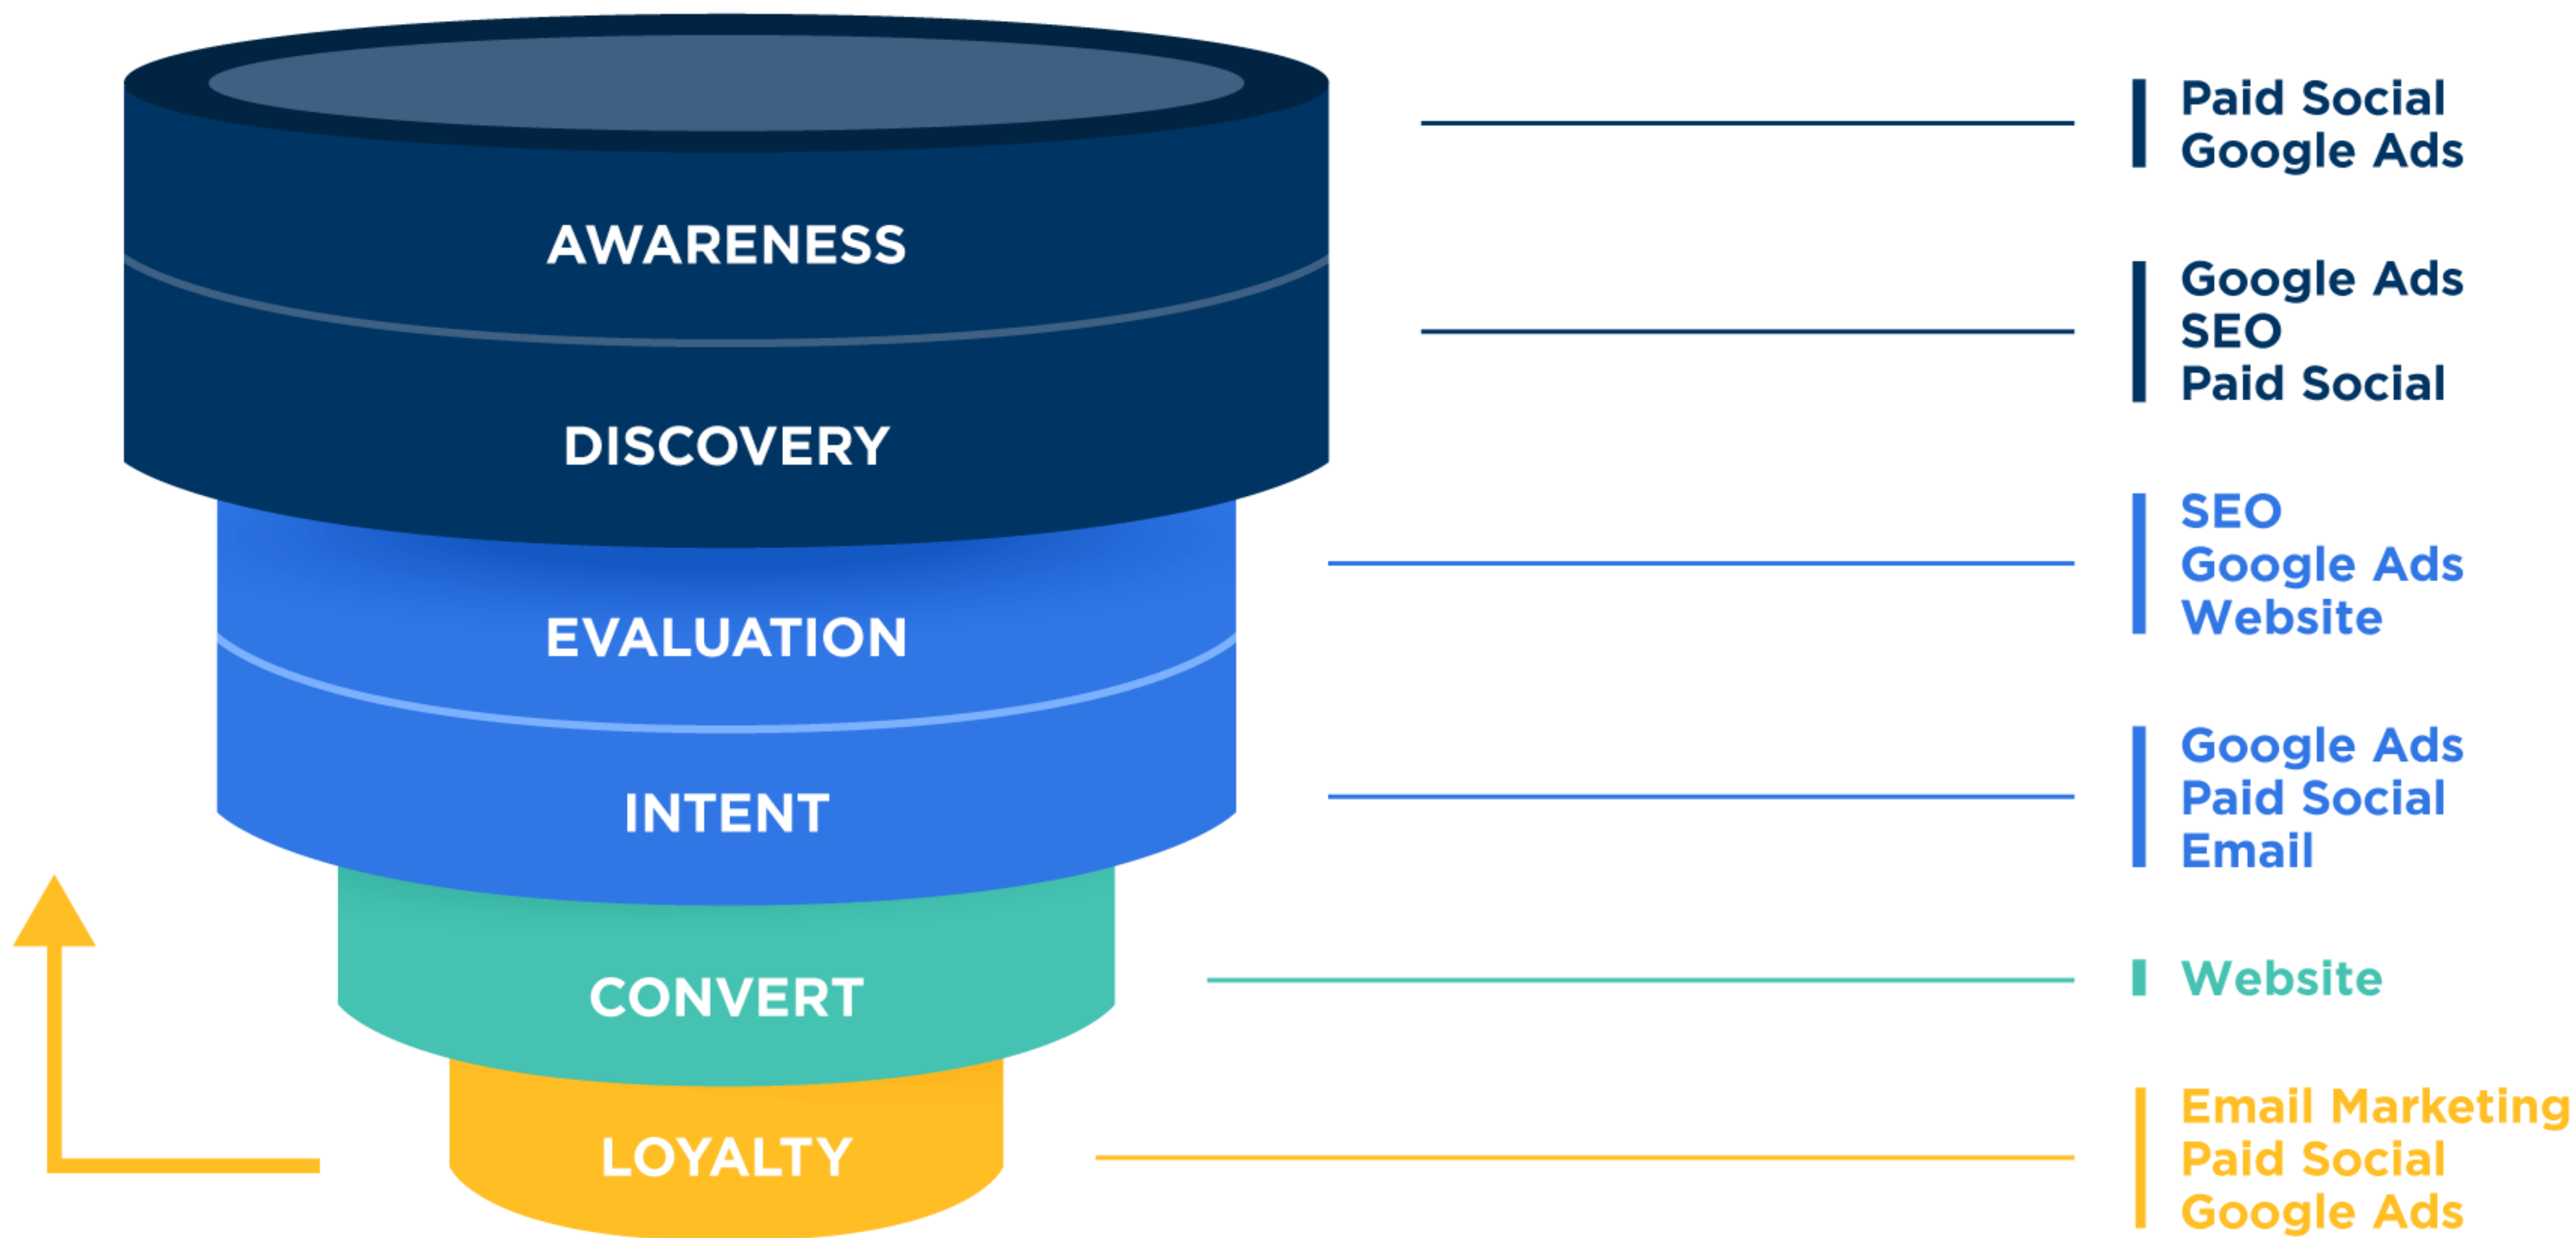 AWARENESS
Paid Social
Google Ads
DISCOVERY
Google Ads
SEO
Paid Social
EVALUATION
SEO
Google Ads
Website
INTENT
Google Ads
Paid Social
Email
CONVERT
Website
LOYALTY
Email Marketing
Paid Social
Google Ads